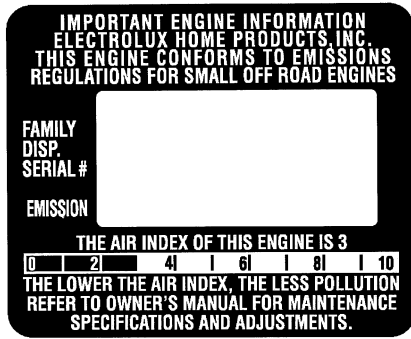 IMPORTANT ENGINE INFORMATION
ELECTROLUX HOME PRODUCTS, INC.
THIS ENGINE CONFORMS TO EMISSIONS
REGULATIONS FOR SMALL OFF ROAD ENGINES
FAMILY
DISP.
SERIAL #
EMISSION
THE AIR INDEX OF THIS ENGINE IS 3
0 2 4 6 8 10
THE LOWER THE AIR INDEX, THE LESS POLLUTION
REFER TO OWNER'S MANUAL FOR MAINTENANCE
SPECIFICATIONS AND ADJUSTMENTS.